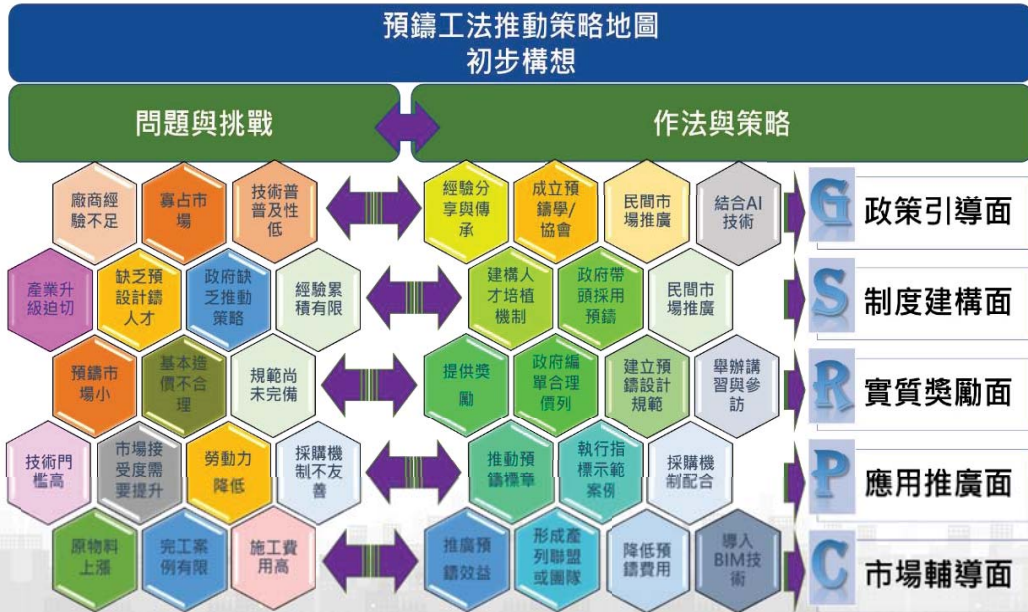 預鑄工法推動策略地圖
初步構想
問題與挑戰
作法與策略
廠商經
驗不足
寡占市
場
技術普
普及性
低
經驗分
享與傳
承
成立預
鑄學/
協會
民間市
場推廣
結合AI
技術
G
政策引導面
產業升
級迫切
缺乏預
設計鑄
人才
政府缺
乏推動
策略
經驗累
積有限
建構人
才培植
機制
政府帶
頭採用
預鑄
民間市
場推廣
S
制度建構面
預鑄市
場小
基本造
價不合
理
規範尚
未完備
提供獎
勵
政府編
單合理
價列
建立預
鑄設計
規範
舉辦講
習與參
訪
R
實質獎勵面
技術門
檻高
市場接
受度需
要提升
勞動力
降低
採購機
制不友
善
推動預
鑄標章
執行指
標示範
案例
採購機
制配合
P
應用推廣面
原物料
上漲
完工案
例有限
施工費
用高
推廣預
鑄效益
形成產
列聯盟
或團隊
降低預
鑄費用
導入
BIM技
術
C
市場輔導面